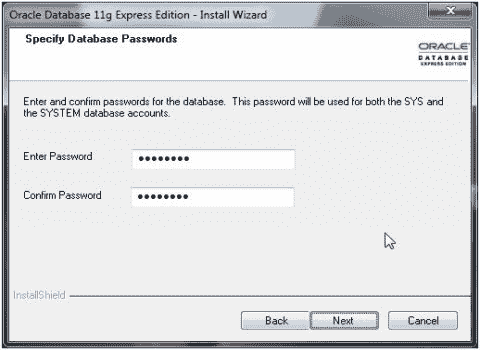 Oracle Database 11g Express Edition - Install Wizard
Specify Database Passwords
ORACLE
DATABASE
EXPRESS EDITION
Enter and confirm passwords for the database. This password will be used for both the SYS and
the SYSTEM database accounts.
Enter Password ••••••••
Confirm Password ••••••••
InstallShield
Back Next Cancel